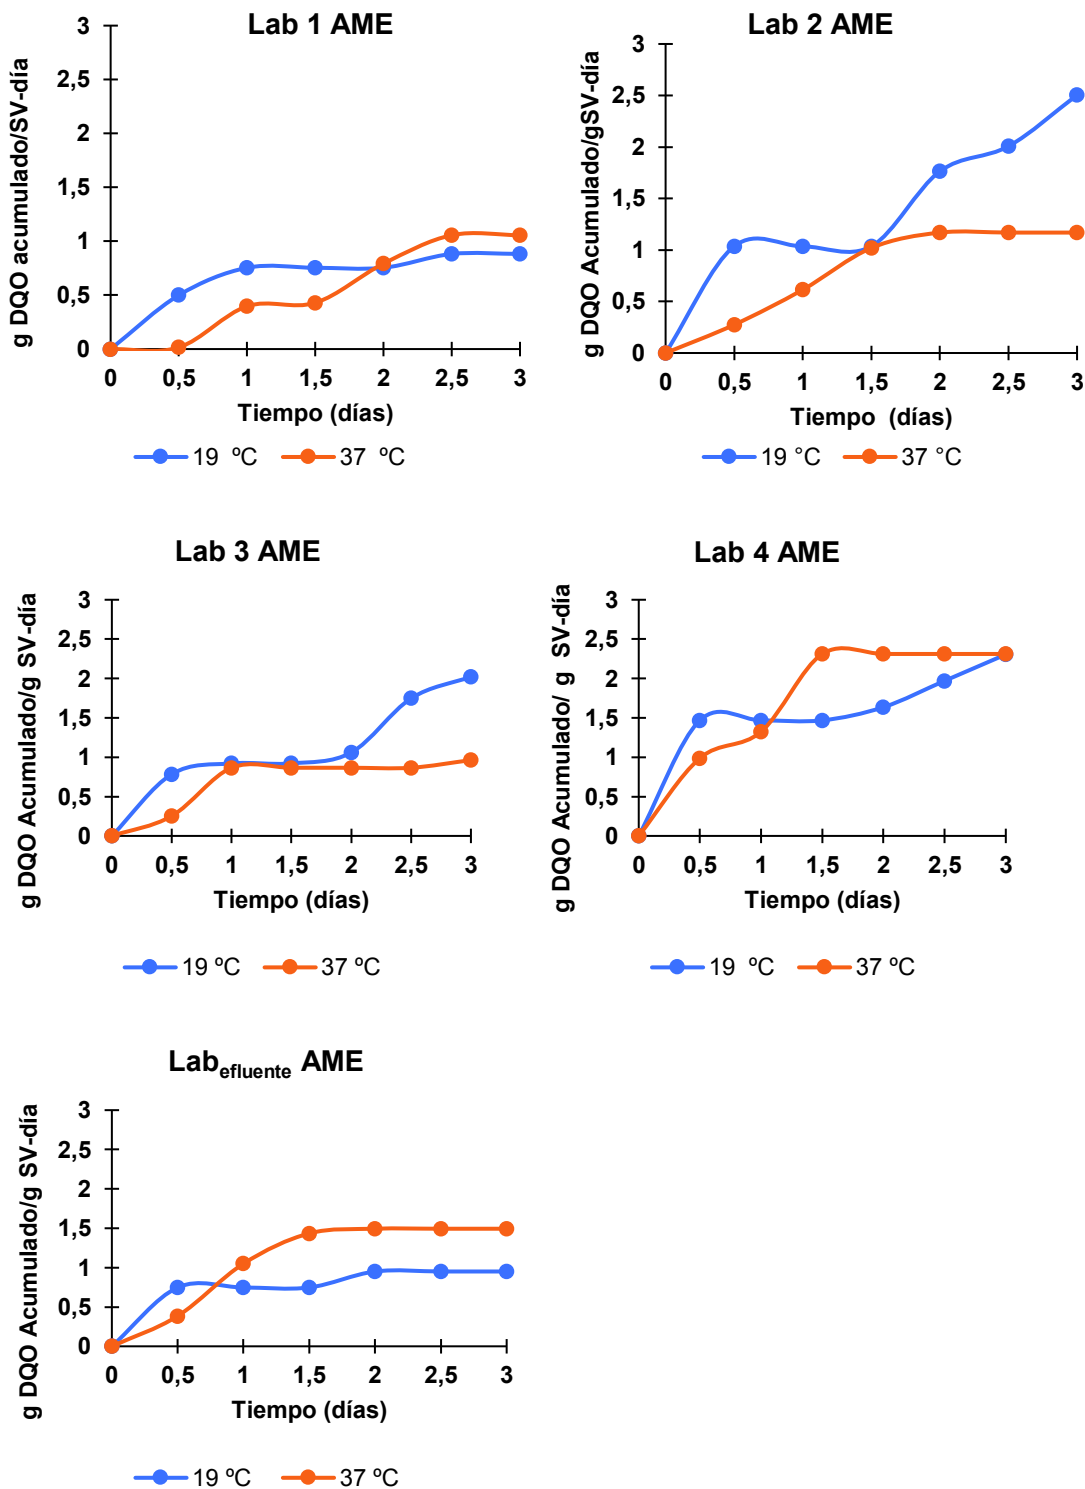 Lab 1 AME
g DQO acumulado/SV-día
3
2,5
2
1,5
1
0,5
0
0 0,5 1 1,5 2 2,5 3
Tiempo (días)
19 ºC 37 ºC
Lab 2 AME
g DQO Acumulado/gSV-día
3
2,5
2
1,5
1
0,5
0
0 0,5 1 1,5 2 2,5 3
Tiempo (días)
19 °C 37 °C
Lab 3 AME
g DQO Acumulado/g SV-día
3
2,5
2
1,5
1
0,5
0
0 0,5 1 1,5 2 2,5 3
Tiempo (días)
19 ºC 37 ºC
Lab 4 AME
g DQO Acumulado/ g SV-día
3
2,5
2
1,5
1
0,5
0
0 0,5 1 1,5 2 2,5 3
Tiempo (días)
19 ºC 37 ºC
Lab efluente AME
g DQO Acumulado/g SV-día
3
2,5
2
1,5
1
0,5
0
0 0,5 1 1,5 2 2,5 3
Tiempo (días)
19 ºC 37 ºC